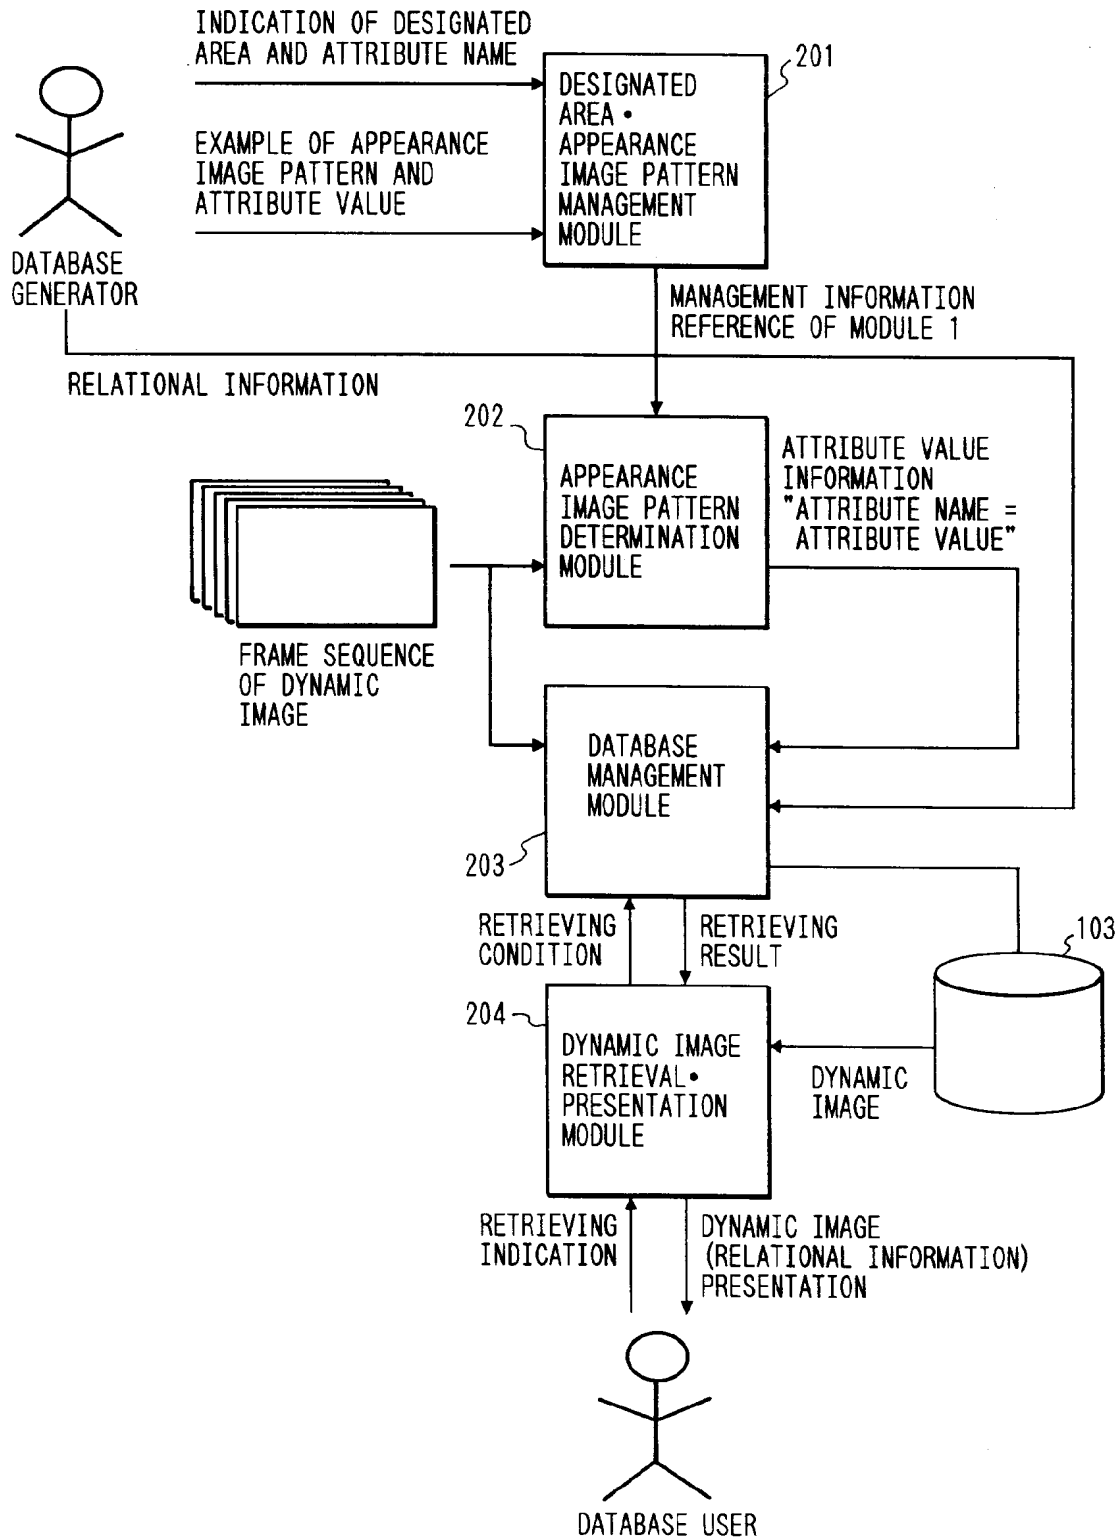 INDICATION OF DESIGNATED
AREA AND ATTRIBUTE NAME
201
DESIGNATED
AREA •
APPEARANCE
IMAGE PATTERN
MANAGEMENT
MODULE
EXAMPLE OF APPEARANCE
IMAGE PATTERN AND
ATTRIBUTE VALUE
DATABASE
GENERATOR
MANAGEMENT INFORMATION
REFERENCE OF MODULE 1
RELATIONAL INFORMATION
202
APPEARANCE
IMAGE PATTERN
DETERMINATION
MODULE
ATTRIBUTE VALUE
INFORMATION
"ATTRIBUTE NAME =
ATTRIBUTE VALUE"
FRAME SEQUENCE
OF DYNAMIC
IMAGE
DATABASE
MANAGEMENT
MODULE
203
RETRIEVING
CONDITION
RETRIEVING
RESULT
103
204
DYNAMIC IMAGE
RETRIEVAL •
PRESENTATION
MODULE
DYNAMIC
IMAGE
RETRIEVING
INDICATION
DYNAMIC IMAGE
(RELATIONAL INFORMATION)
PRESENTATION
DATABASE USER